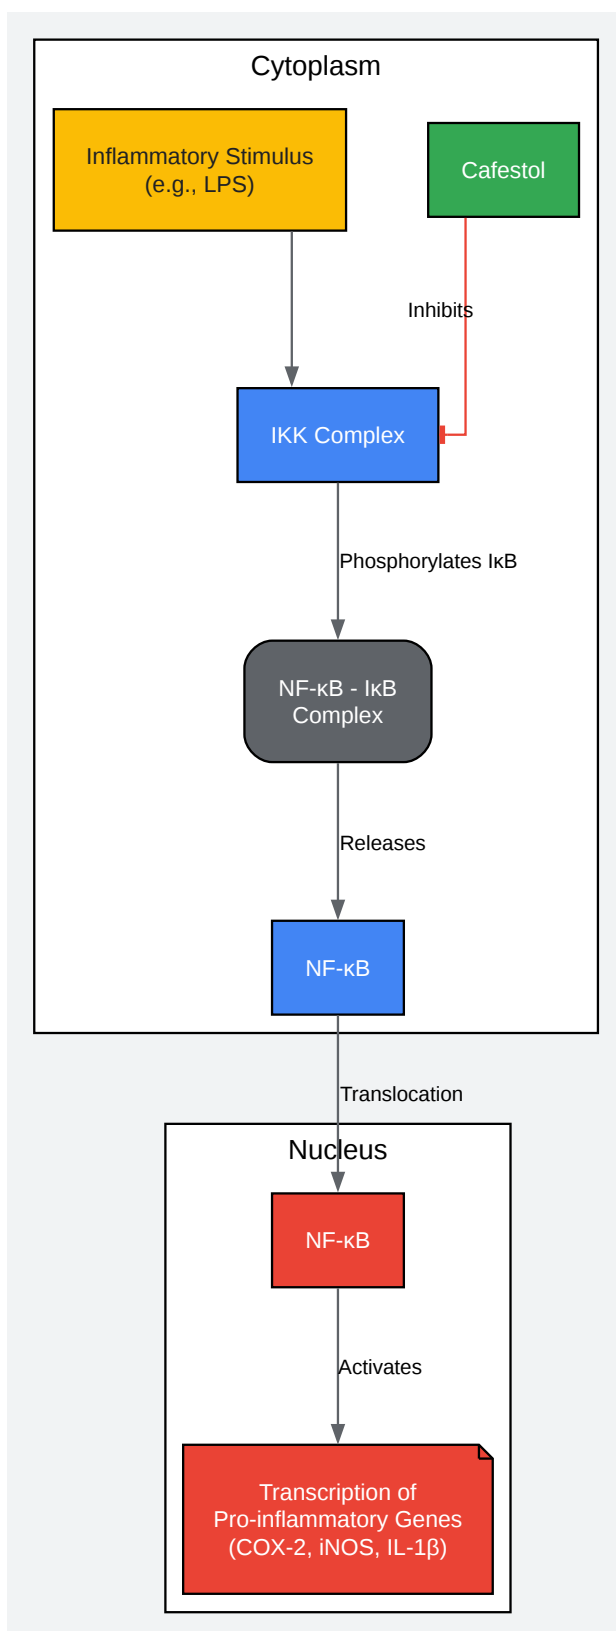 Cytoplasm
Inflammatory Stimulus
(e.g., LPS)
Cafestol
Inhibits
IKK Complex
Phosphorylates IκB
NF-κB - IκB
Complex
Releases
NF-κB
Translocation
Nucleus
NF-κB
Activates
Transcription of
Pro-inflammatory Genes
(COX-2, iNOS, IL-1β)